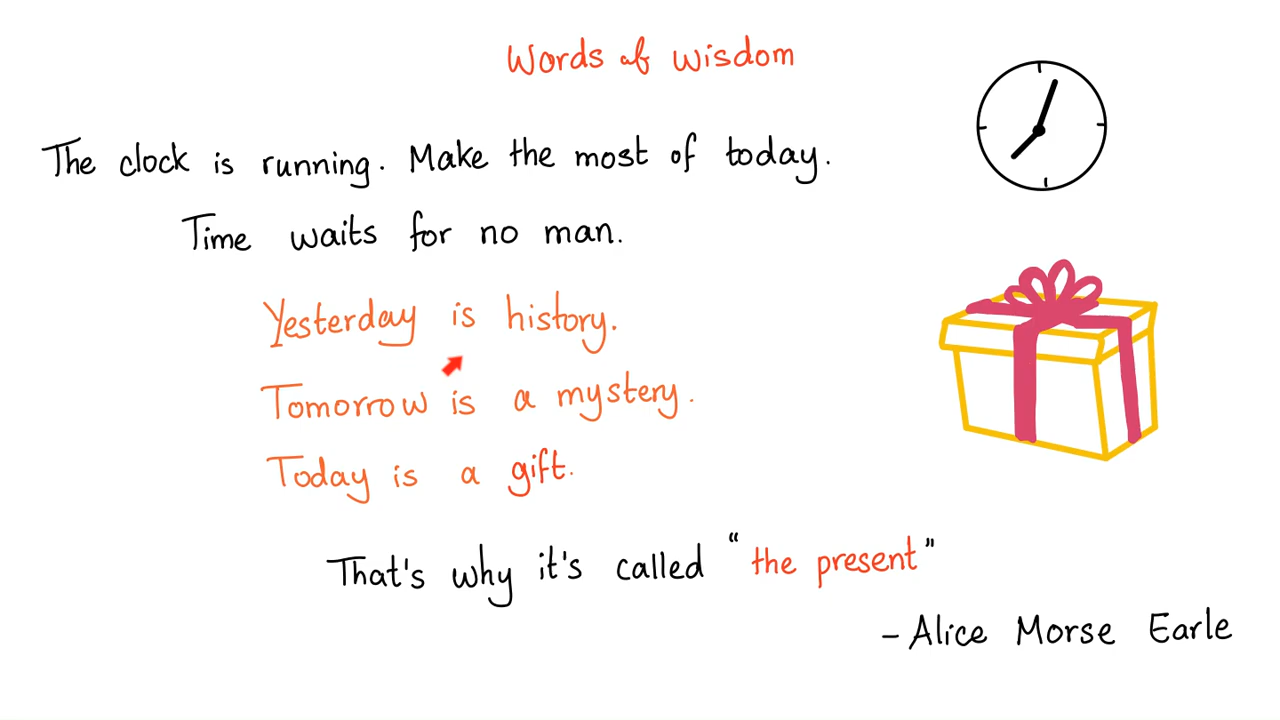 Words of wisdom
The clock is running. Make the most of today.
Time waits for no man.
Yesterday is history.
Tomorrow is a mystery.
Today is a gift.
That's why it's called "the present"
- Alice Morse Earle